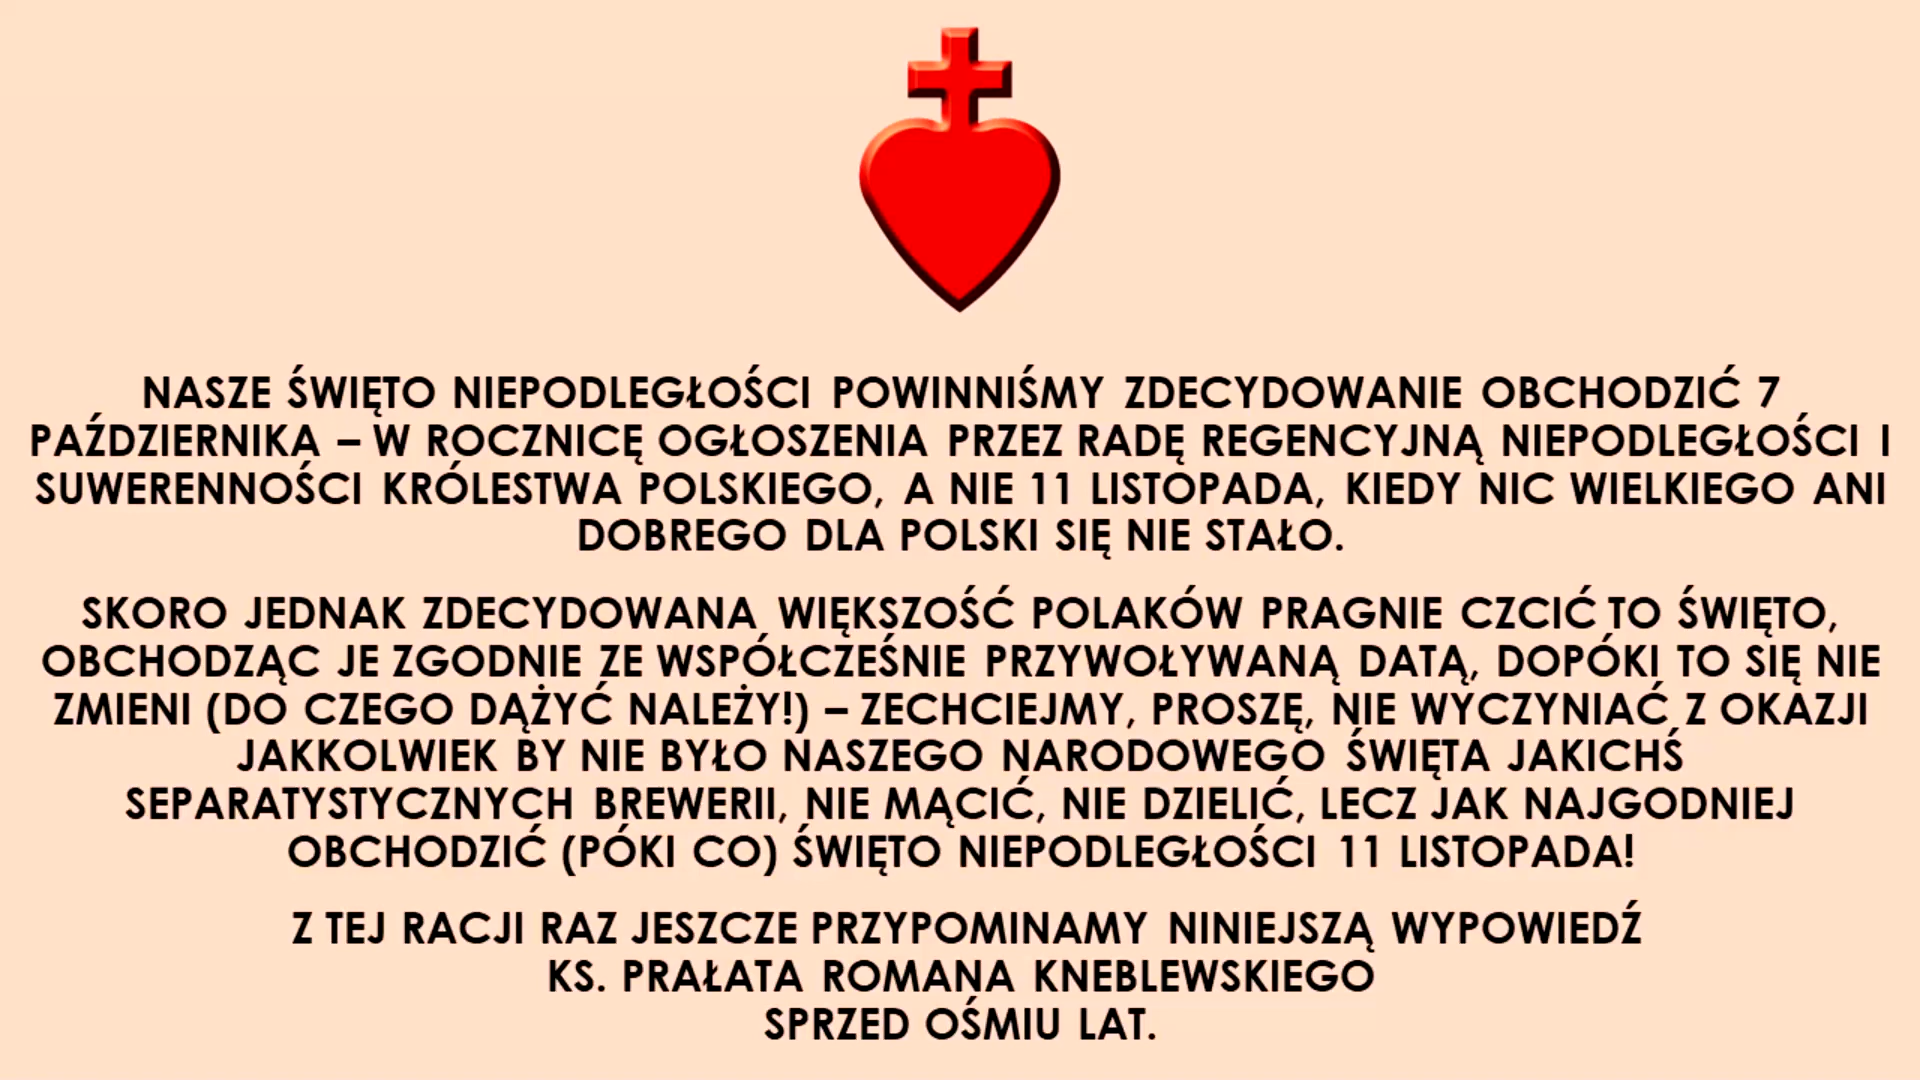 NASZE ŚWIĘTO NIEPODLEGŁOŚCI POWINNIŚMY ZDECYDOWANIE OBCHODZIĆ 7
PAŹDZIERNIKA – W ROCZNICĘ OGŁOSZENIA PRZEZ RADĘ REGENCYJNĄ NIEPODLEGŁOŚCI I
SUWERENNOŚCI KRÓLESTWA POLSKIEGO, A NIE 11 LISTOPADA, KIEDY NIC WIELKIEGO ANI
DOBREGO DLA POLSKI SIĘ NIE STAŁO.
SKORO JEDNAK ZDECYDOWANA WIĘKSZOŚĆ POLAKÓW PRAGNIE CZCIĆ TO ŚWIĘTO,
OBCHODZĄC JE ZGODNIE ZE WSPÓŁCZEŚNIE PRZYWOŁYWANĄ DATĄ, DOPÓKI TO SIĘ NIE
ZMIENI (DO CZEGO DĄŻYĆ NALEŻY!) – ZECHCIEJMY, PROSZĘ, NIE WYCZYNIAĆ Z OKAZJI
JAKKOLWIEK BY NIE BYŁO NASZEGO NARODOWEGO ŚWIĘTA JAKICHŚ
SEPARATYSTYCZNYCH BREWERII, NIE MĄCIĆ, NIE DZIELIĆ, LECZ JAK NAJGODNIEJ
OBCHODZIĆ (PÓKI CO) ŚWIĘTO NIEPODLEGŁOŚCI 11 LISTOPADA!
Z TEJ RACJI RAZ JESZCZE PRZYPOMINAMY NINIEJSZĄ WYPOWIEDŹ
KS. PRAŁATA ROMANA KNEBLEWSKIEGO
SPRZED OŚMIU LAT.